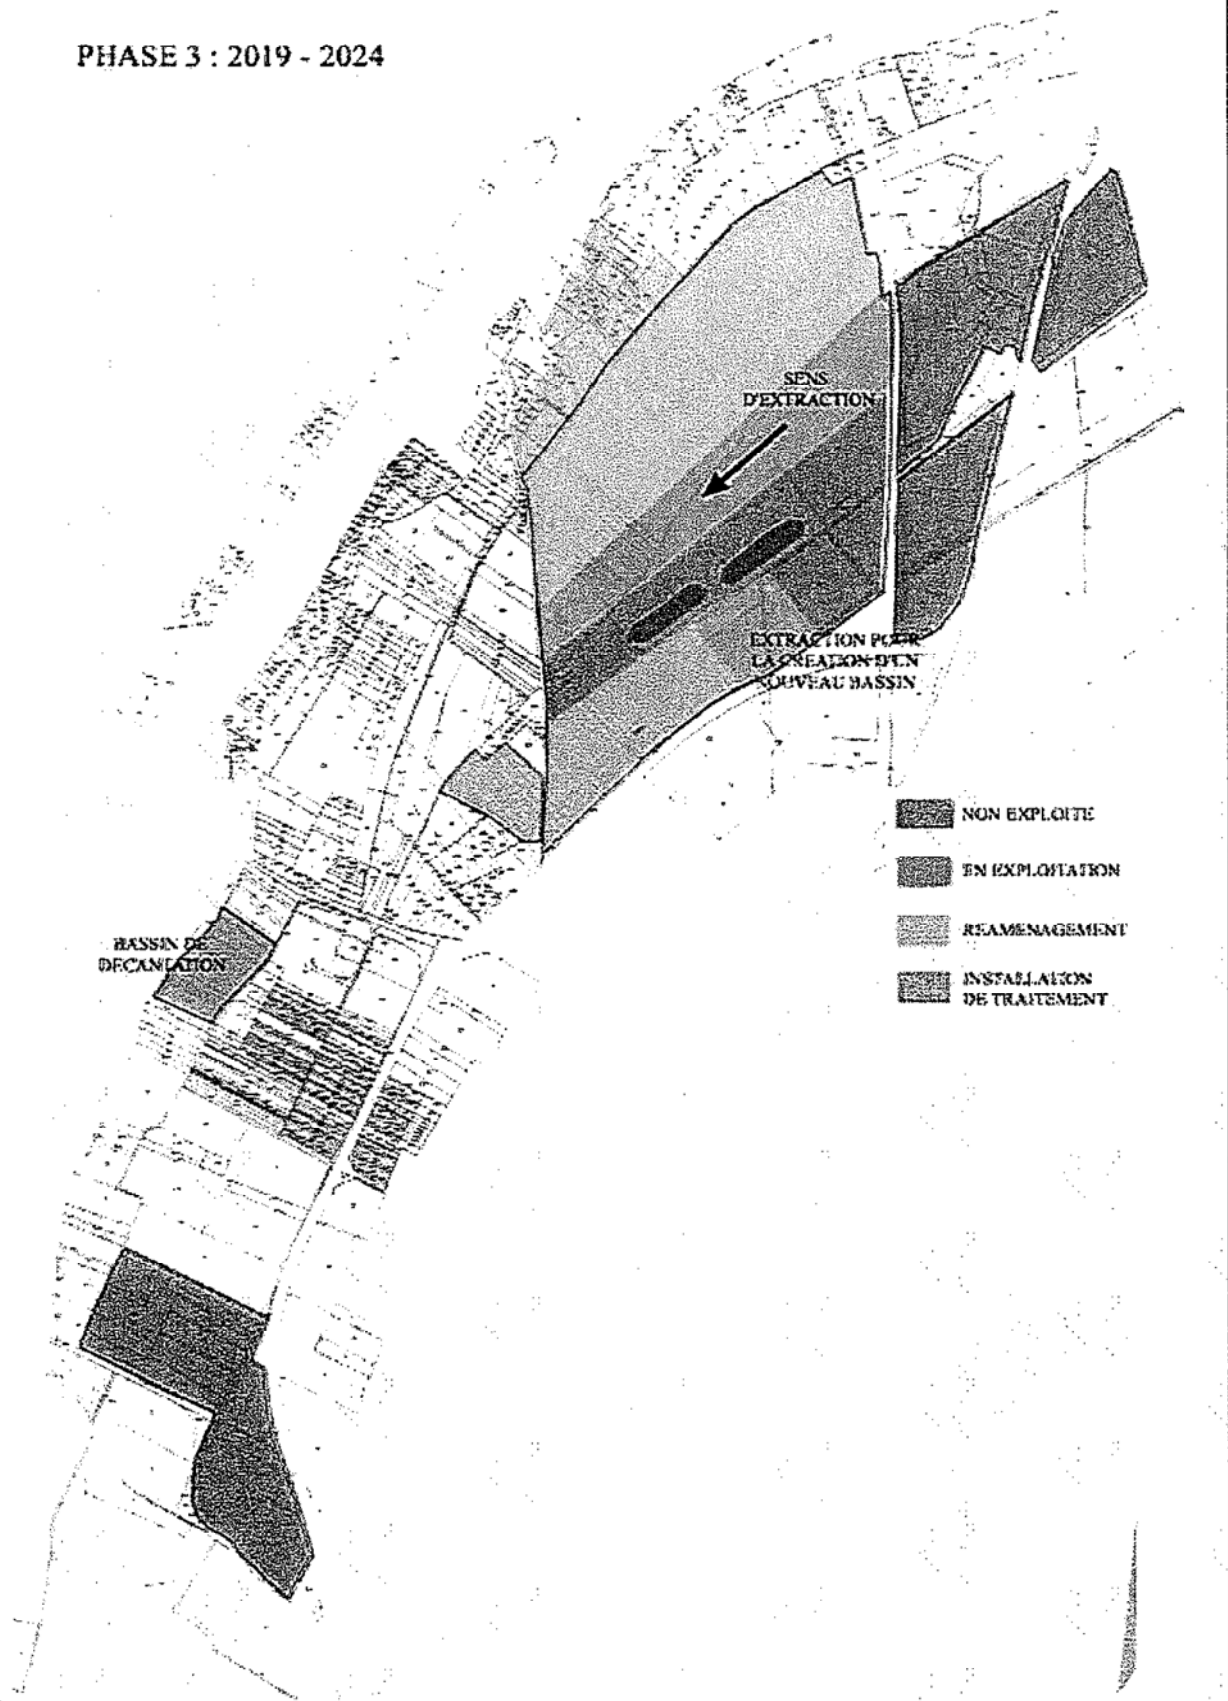 PHASE 3 : 2019 - 2024
SENS
D'EXTRACTION
EXTRACTION POUR
LA CREATION D'UN
NOUVEAU BASSIN
NON EXPLOITE
EN EXPLOITATION
REAMENAGEMENT
INSTALLATION
DE TRAITEMENT
BASSIN DE
DECANTATION